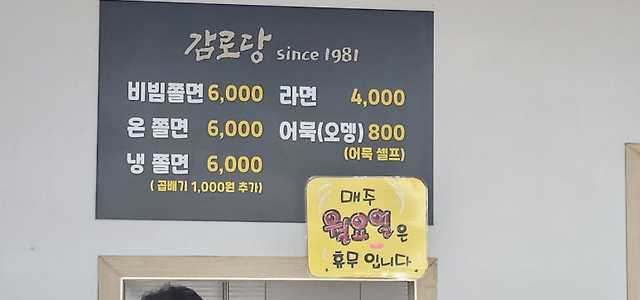 감로당 since 1981
비빔쫄면 6,000
온 쫄면 6,000
냉 쫄면 6,000
( 곱배기 1,000원 추가)
라면 4,000
어묵(오뎅) 800
(어묵 셀프)
매주
월요일은
휴무 입니다